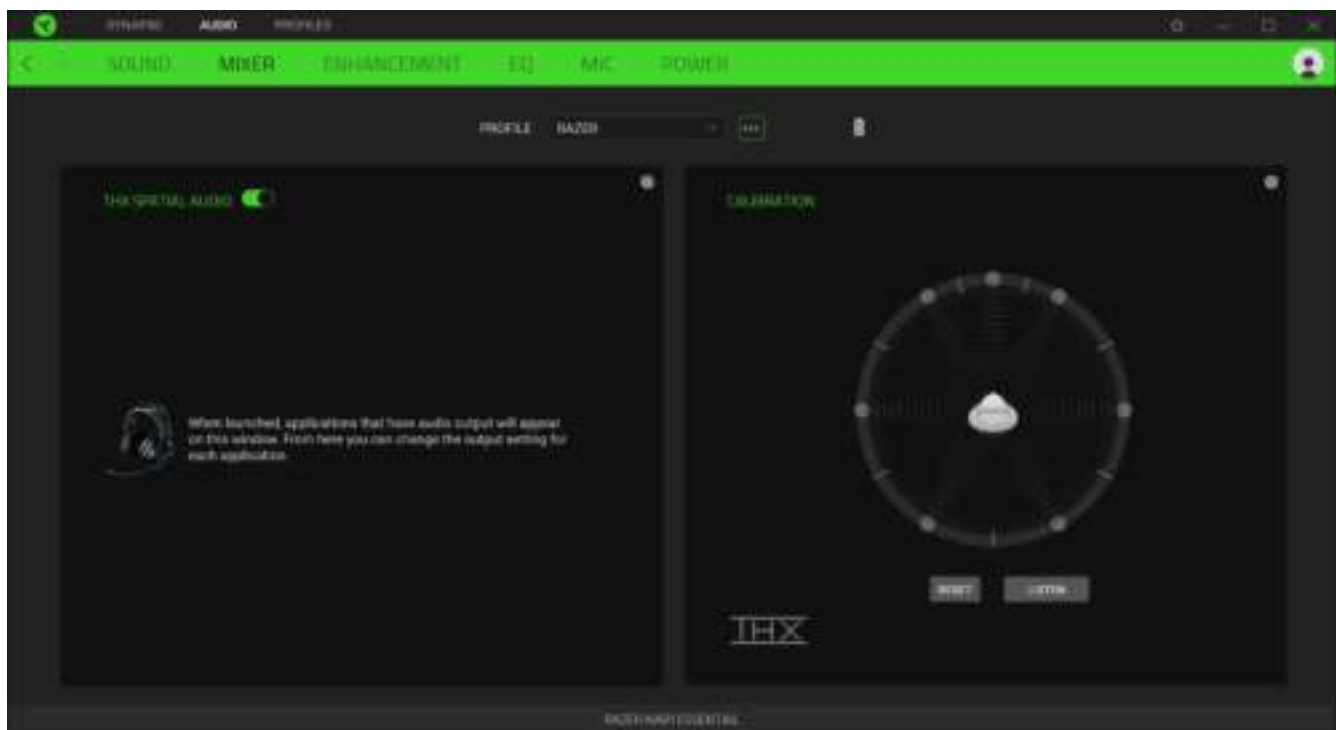 SYNAPSE AUDIO PROFILES
SOUND MIXER ENHANCEMENT EQ MIC POWER
PROFILE RAZER
THX SPATIAL AUDIO
CALIBRATION
When launched, applications that have audio output will appear
on this window. From here you can change the output setting for
each application.
RESET LISTEN
THX
RAZER ESSENTIAL